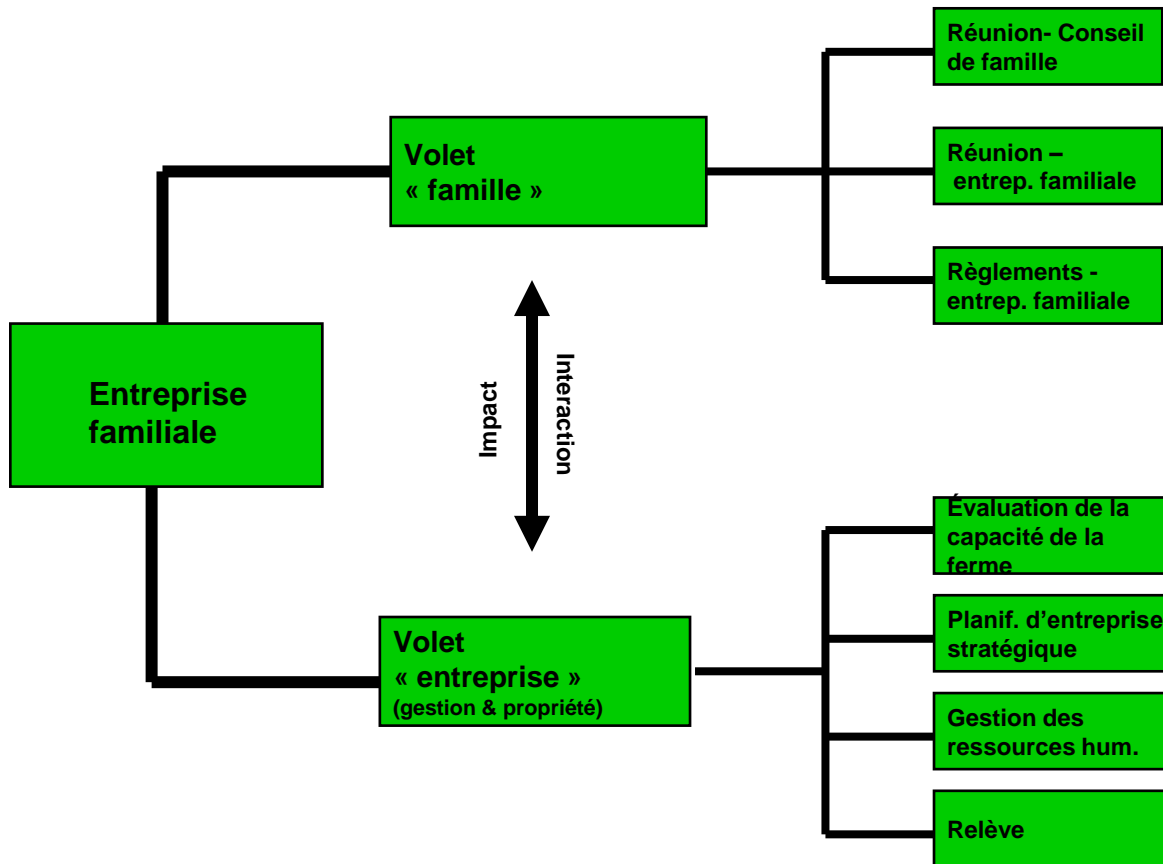 Réunion- Conseil
de famille
Volet
« famille »
Réunion –
entrep. familiale
Règlements -
entrep. familiale
Entreprise
familiale
Impact
Interaction
Évaluation de la
capacité de la
ferme
Volet
« entreprise »
(gestion & propriété)
Planif. d'entreprise
stratégique
Gestion des
ressources hum.
Relève